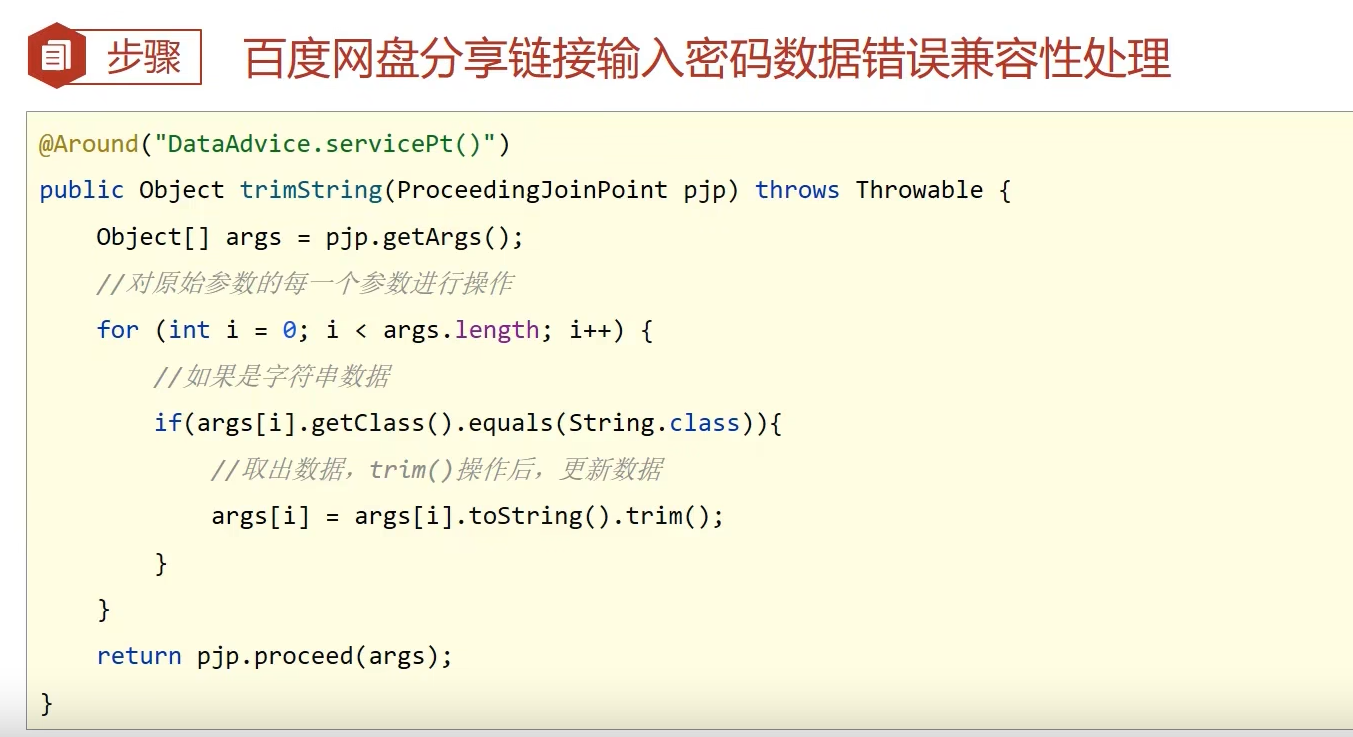 步骤
百度网盘分享链接输入密码数据错误兼容性处理
@Around("DataAdvice.servicePt()")
public Object trimString(ProceedingJoinPoint pjp) throws Throwable {
    Object[] args = pjp.getArgs();
    //对原始参数的每一个参数进行操作
    for (int i = 0; i < args.length; i++) {
        //如果是字符串数据
        if(args[i].getClass().equals(String.class)){
            //取出数据，trim()操作后，更新数据
            args[i] = args[i].toString().trim();
        }
    }
    return pjp.proceed(args);
}